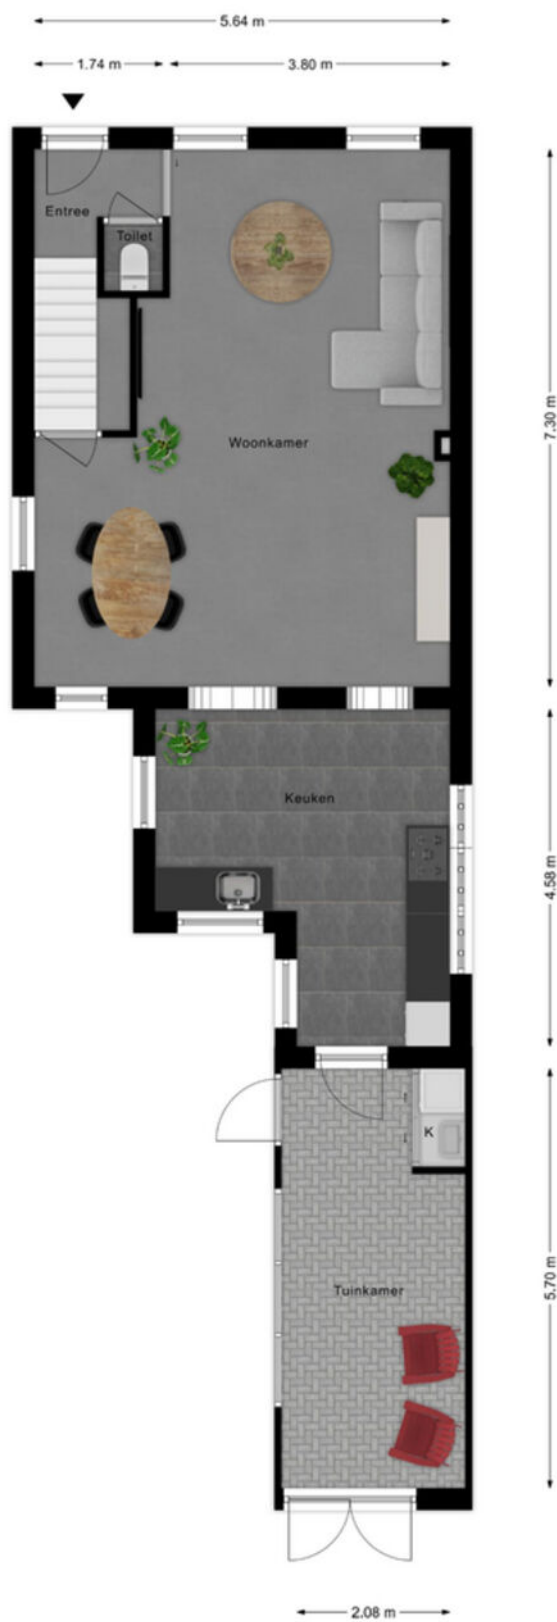 5.64 m
1.74 m
3.80 m
Entree
Toilet
Woonkamer
7.30 m
Keuken
4.58 m
K
Tuinkamer
5.70 m
2.08 m